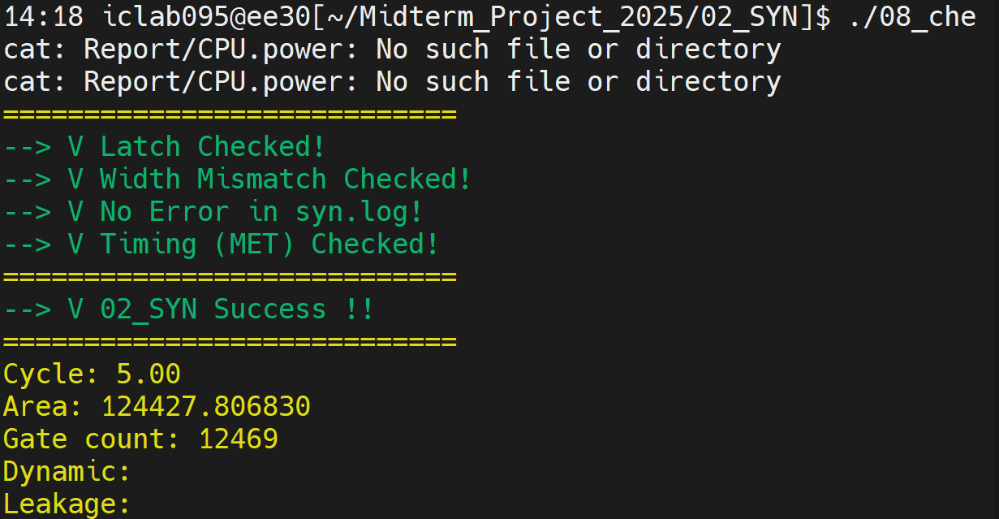 14:18 iclab095@ee30[~/Midterm_Project_2025/02_SYN]$ ./08_che
cat: Report/CPU.power: No such file or directory
cat: Report/CPU.power: No such file or directory
============================
--> V Latch Checked!
--> V Width Mismatch Checked!
--> V No Error in syn.log!
--> V Timing (MET) Checked!
============================
--> V 02_SYN Success !!
============================
Cycle: 5.00
Area: 124427.806830
Gate count: 12469
Dynamic:
Leakage: